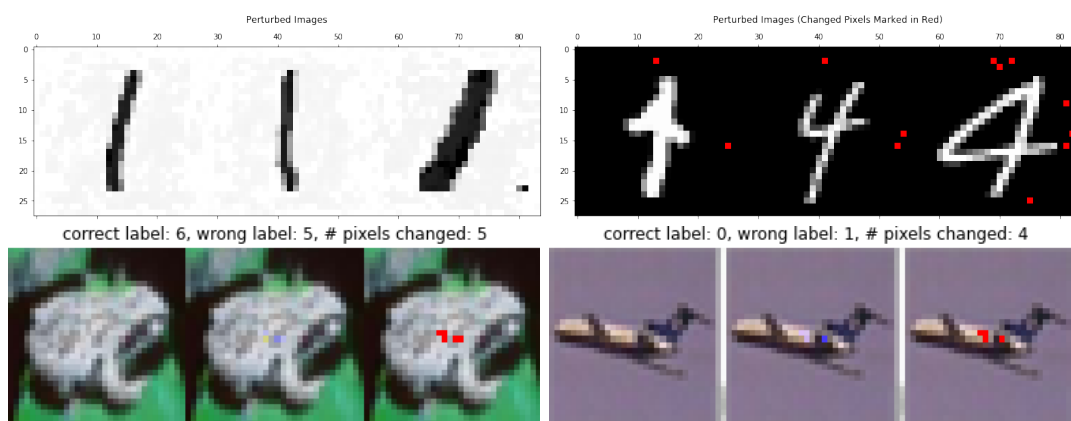 Perturbed Images
0 10 20 30 40 50 60 70 80
0
5
10
15
20
25
Perturbed Images (Changed Pixels Marked in Red)
0 10 20 30 40 50 60 70 80
0
5
10
15
20
25
1 4 4
correct label: 6, wrong label: 5, # pixels changed: 5
correct label: 0, wrong label: 1, # pixels changed: 4